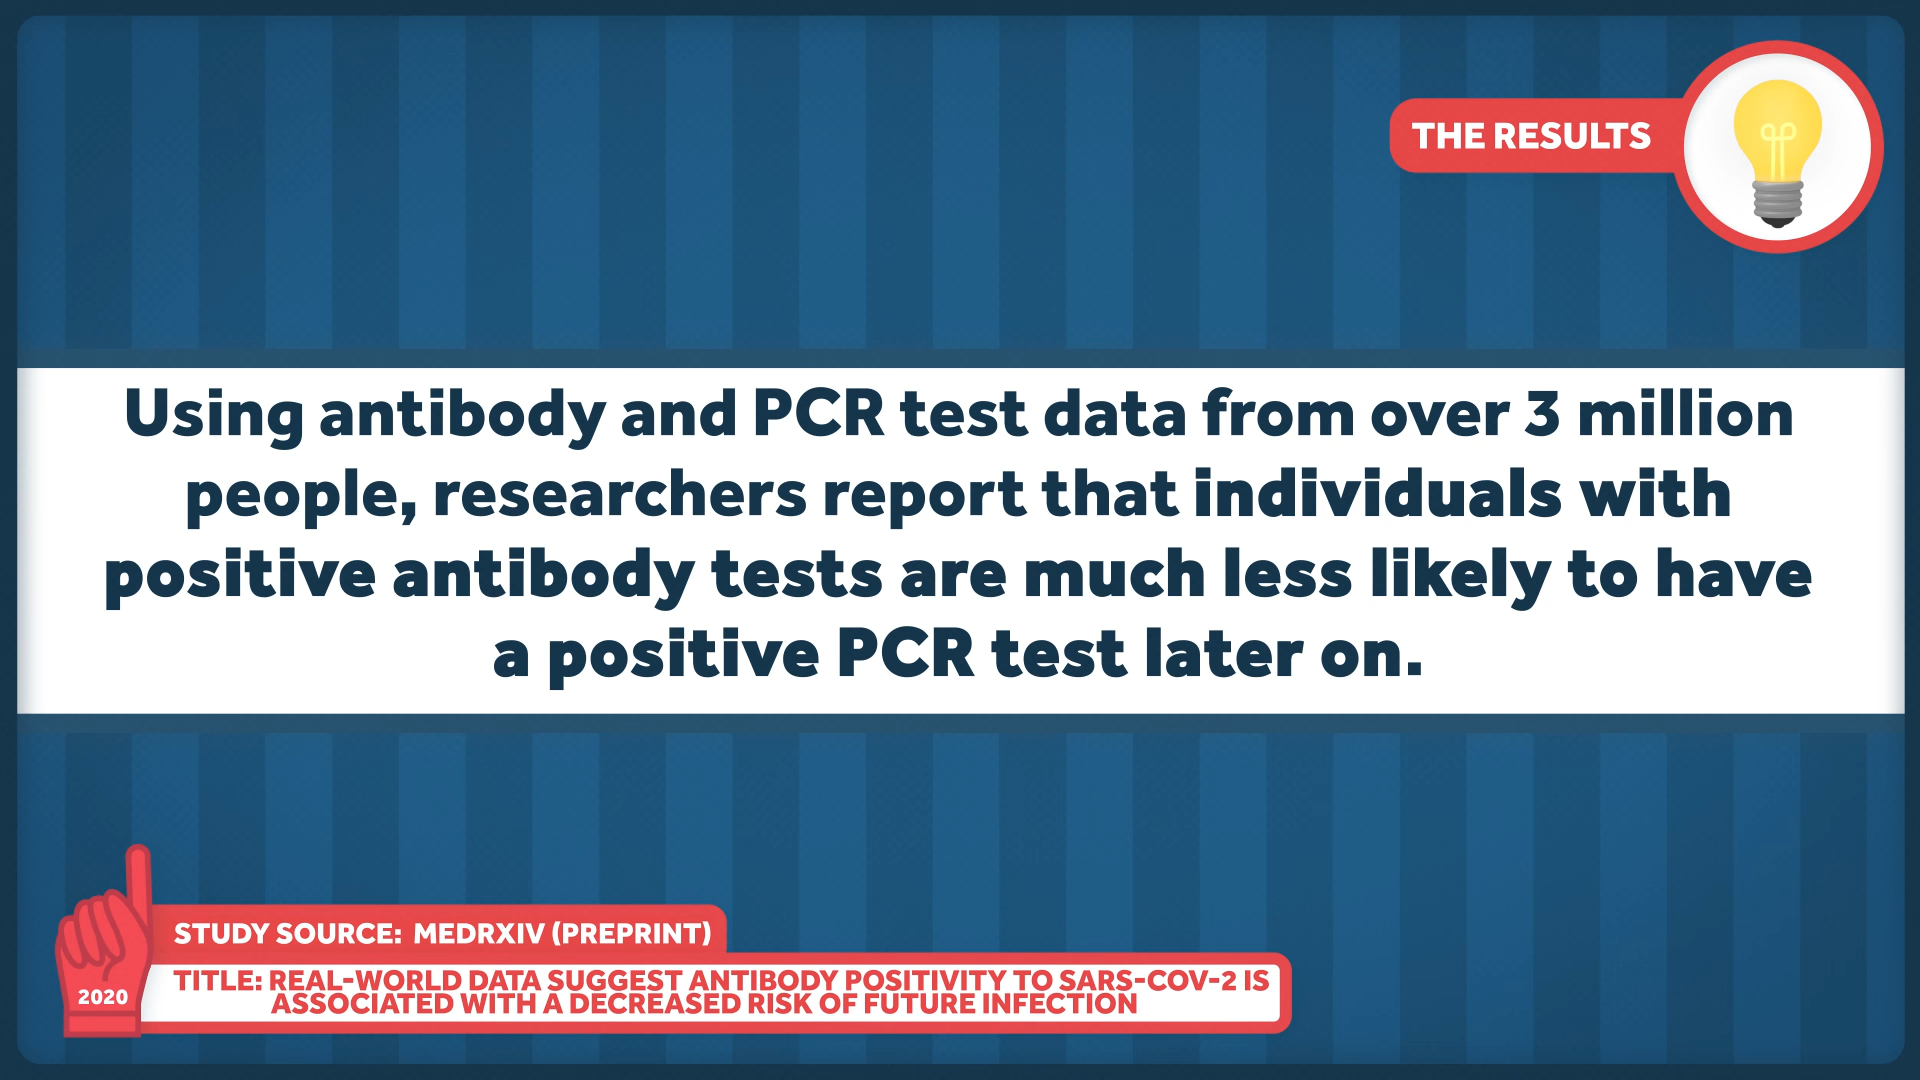 THE RESULTS
Using antibody and PCR test data from over 3 million
people, researchers report that individuals with
positive antibody tests are much less likely to have
a positive PCR test later on.
STUDY SOURCE: MEDRXIV (PREPRINT)
TITLE: REAL-WORLD DATA SUGGEST ANTIBODY POSITIVITY TO SARS-COV-2 IS
ASSOCIATED WITH A DECREASED RISK OF FUTURE INFECTION
2020